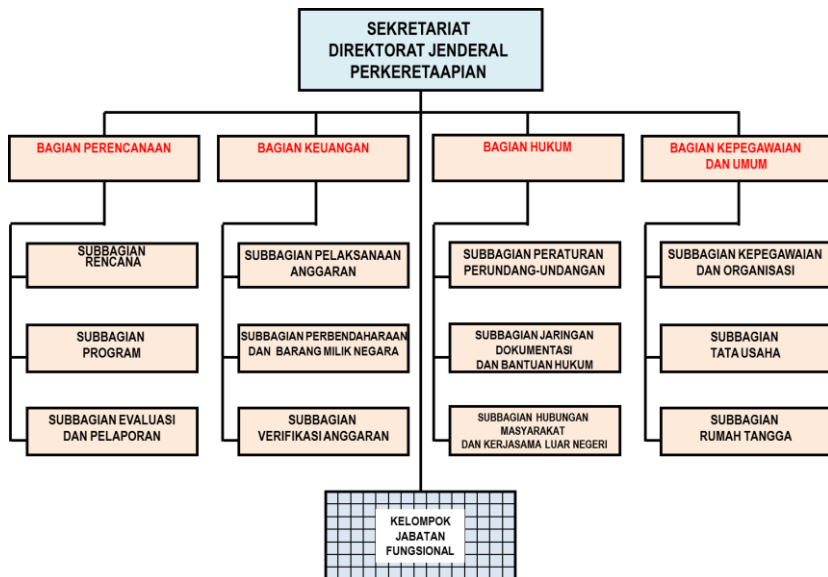 SEKRETARIAT
DIREKTORAT JENDERAL
PERKERETAAPIAN
BAGIAN PERENCANAAN
BAGIAN KEUANGAN
BAGIAN HUKUM
BAGIAN KEPEGAWAIAN
DAN UMUM
SUBBAGIAN
RENCANA
SUBBAGIAN PELAKSANAAN
ANGGARAN
SUBBAGIAN PERATURAN
PERUNDANG-UNDANGAN
SUBBAGIAN KEPEGAWAIAN
DAN ORGANISASI
SUBBAGIAN
PROGRAM
SUBBAGIAN PERBENDAHARAAN
DAN BARANG MILIK NEGARA
SUBBAGIAN JARINGAN
DOKUMENTASI
DAN BANTUAN HUKUM
SUBBAGIAN
TATA USAHA
SUBBAGIAN EVALUASI
DAN PELAPORAN
SUBBAGIAN
VERIFIKASI ANGGARAN
SUBBAGIAN HUBUNGAN
MASYARAKAT
DAN KERJASAMA LUAR NEGERI
SUBBAGIAN
RUMAH TANGGA
KELOMPOK
JABATAN
FUNGSIONAL